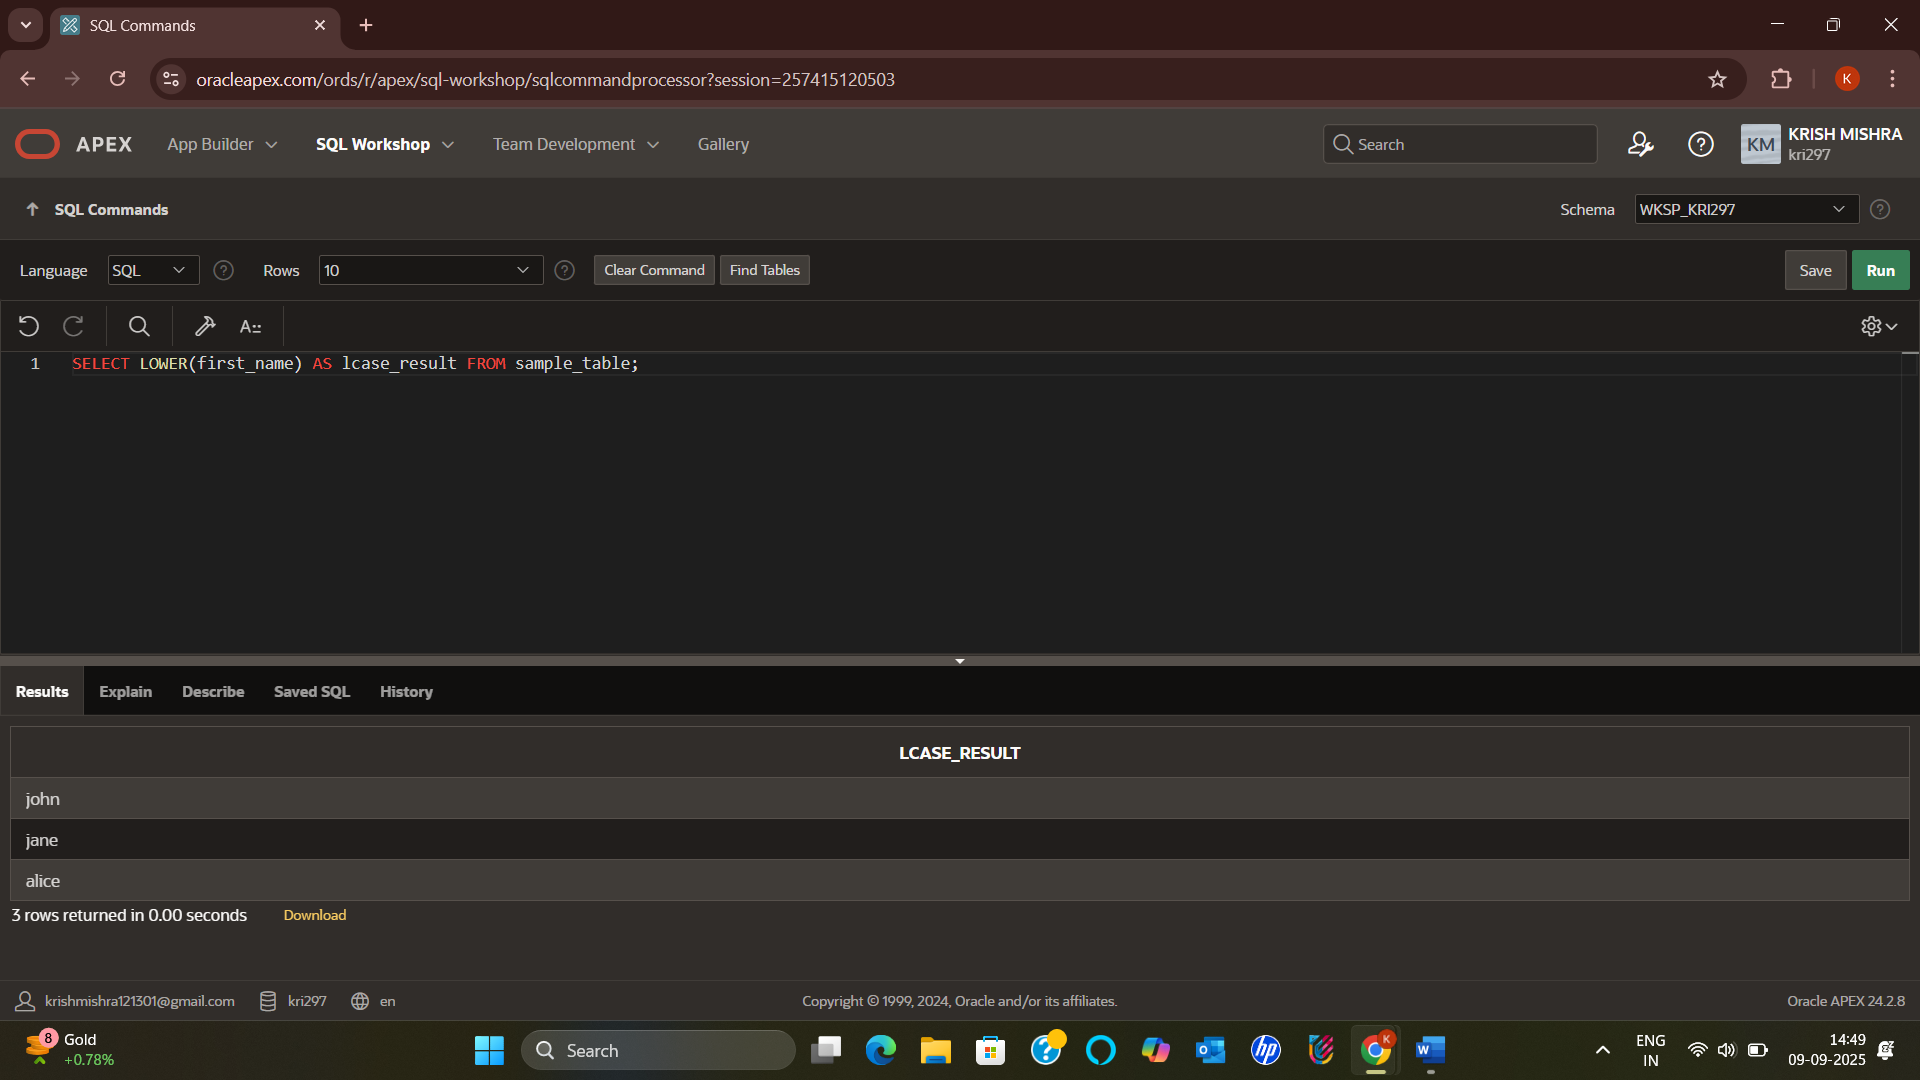 SQL Commands
oracleapex.com/ords/r/apex/sql-workshop/sqlcommandprocessor?session=257415120503
K
APEX App Builder SQL Workshop Team Development Gallery Search KM KRISH MISHRA
kri297
SQL Commands Schema WKSP_KRI297
Language SQL Rows 10 Clear Command Find Tables Save Run
A
1 SELECT LOWER(first_name) AS lcase_result FROM sample_table;
Results Explain Describe Saved SQL History
LCASE_RESULT
john
jane
alice
3 rows returned in 0.00 seconds Download
krishmishra121301@gmail.com kri297 en Copyright © 1999, 2024, Oracle and/or its affiliates. Oracle APEX 24.2.8
8 Gold
+0.78%
Search
hp
K
W
ENG
IN
14:49
09-09-2025